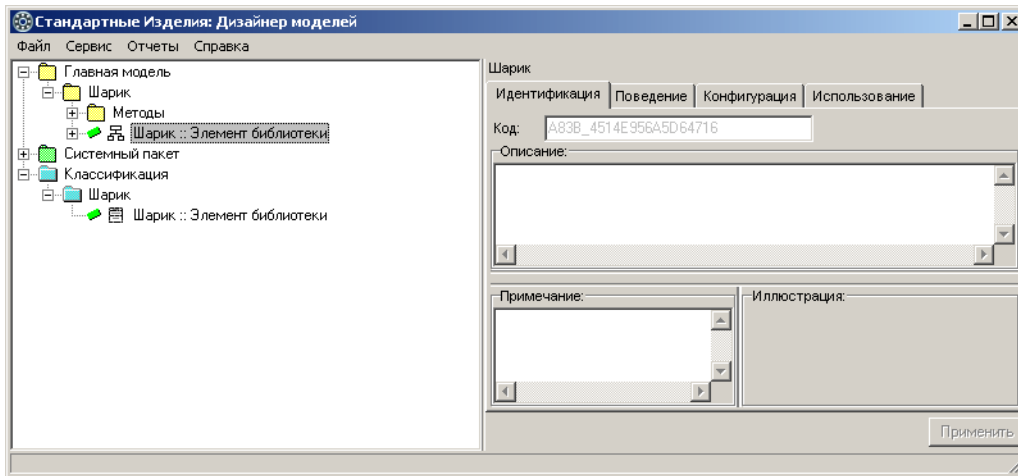 Стандартные Изделия: Дизайнер моделей
Файл Сервис Отчеты Справка
Главная модель
Шарик
Методы
Шарик :: Элемент библиотеки
Системный пакет
Классификация
Шарик
Шарик :: Элемент библиотеки
Шарик
Идентификация Поведение Конфигурация Использование
Код: A83B_4514E956A5D64716
Описание:
Примечание:
Иллюстрация:
Применить